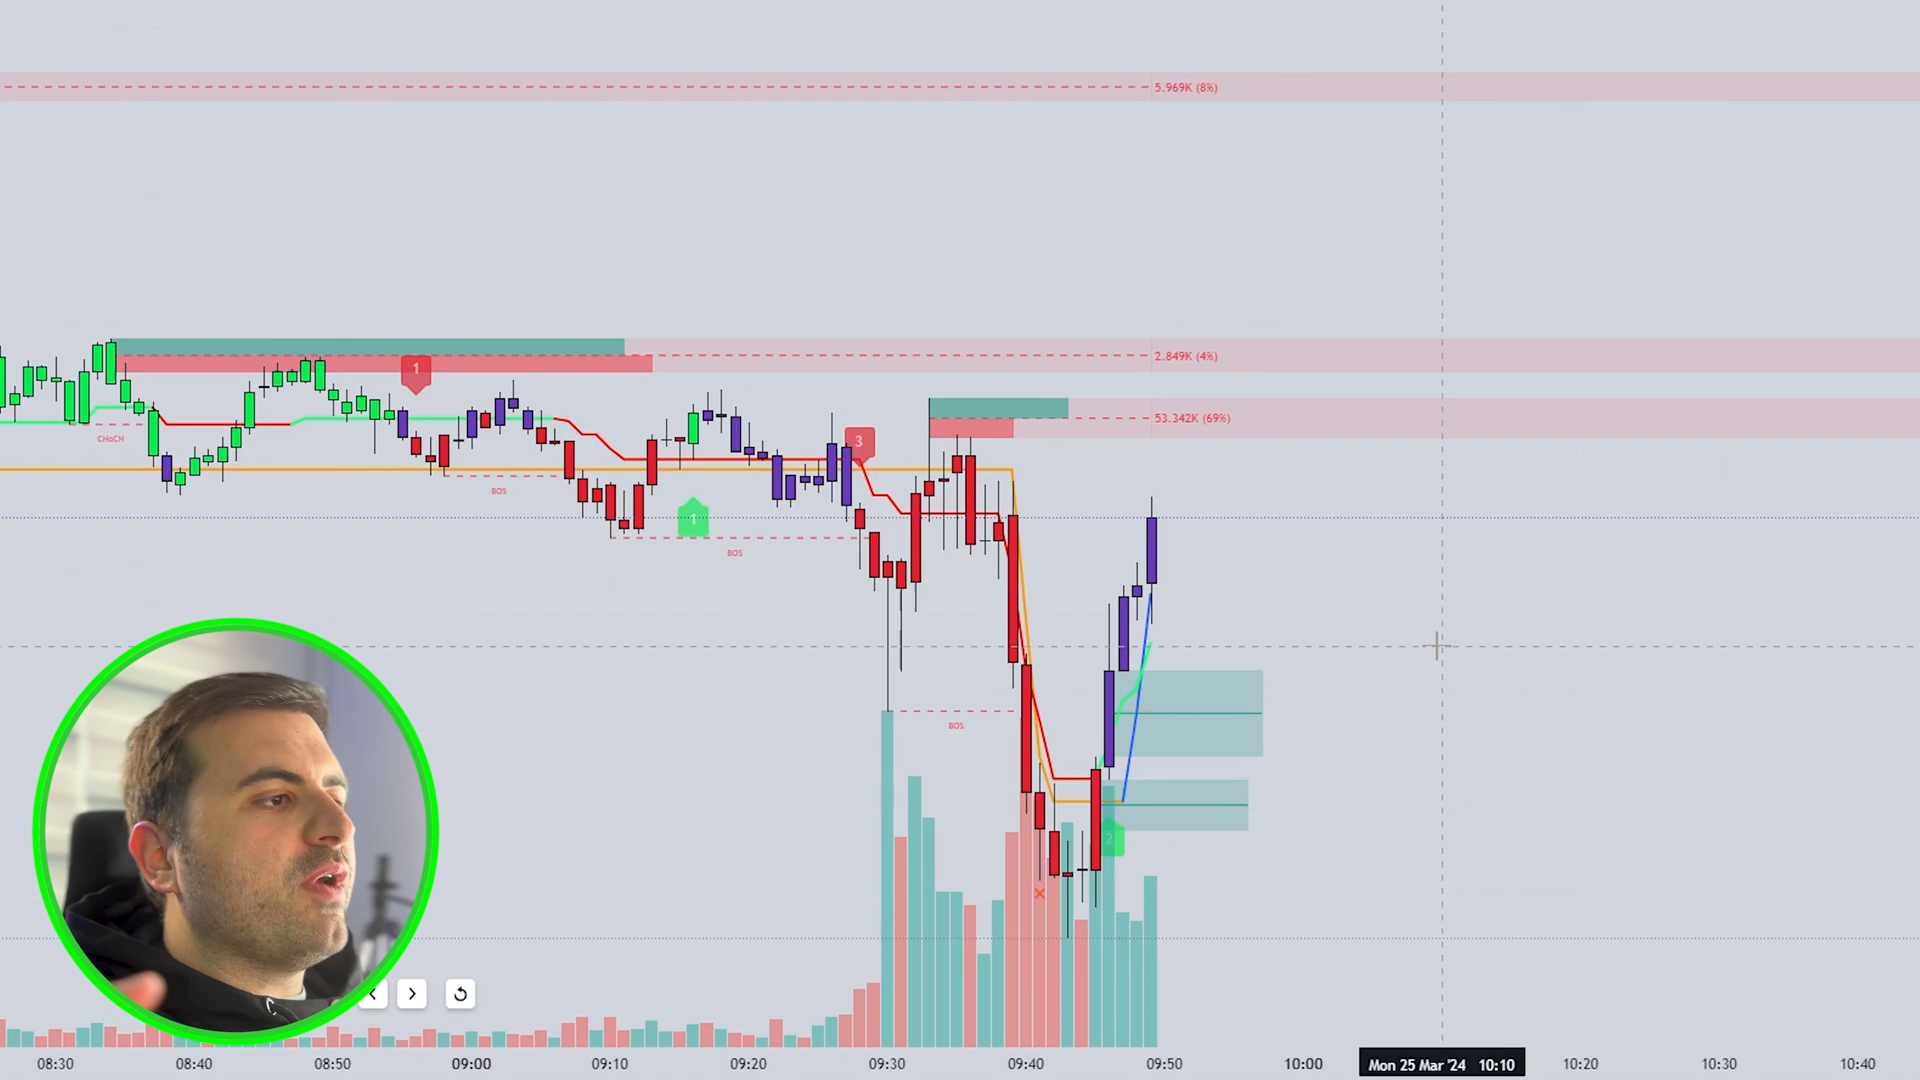 5.969K (8%)
2.849K (4%)
1
53.342K (69%)
CHoCH
3
BOS
1
BOS
BOS
2
08:30
08:40
08:50
09:00
09:10
09:20
09:30
09:40
09:50
10:00
Mon 25 Mar '24 10:10
10:20
10:30
10:40